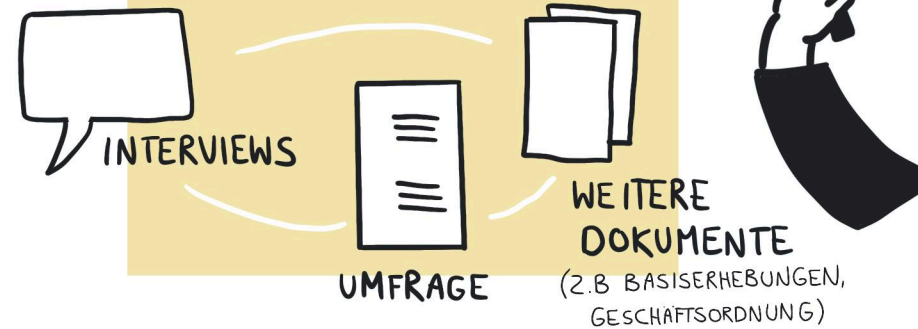 INTERVIEWS
UMFRAGE
WEITERE
DOKUMENTE
(Z.B BASISERHEBUNGEN,
GESCHÄFTSORDNUNG)